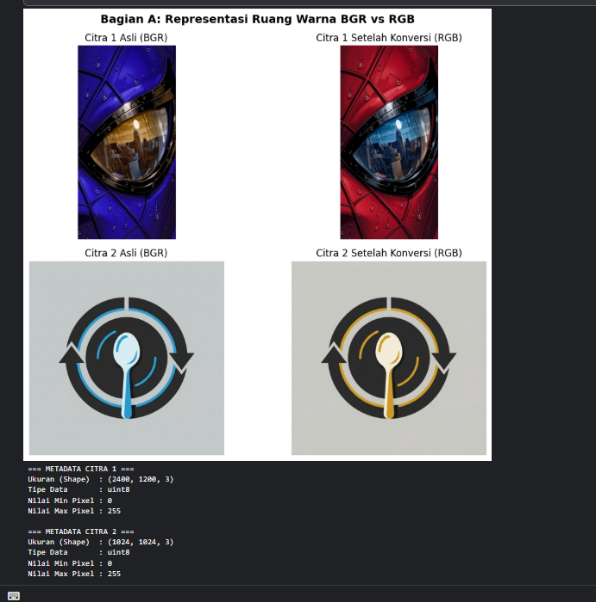 Bagian A: Representasi Ruang Warna BGR vs RGB
Citra 1 Asli (BGR)
Citra 1 Setelah Konversi (RGB)
Citra 2 Asli (BGR)
Citra 2 Setelah Konversi (RGB)
=== METADATA CITRA 1 ===
Ukuran (Shape)  : (2400, 1200, 3)
Tipe Data       : uint8
Nilai Min Pixel : 0
Nilai Max Pixel : 255
=== METADATA CITRA 2 ===
Ukuran (Shape)  : (1024, 1024, 3)
Tipe Data       : uint8
Nilai Min Pixel : 0
Nilai Max Pixel : 255